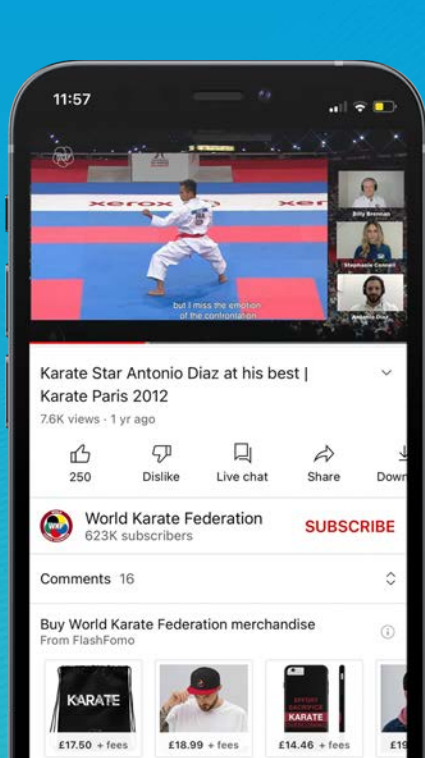 11:57
xerox
xer
Billy Brennan
Stephanie Connell
Antonio Diaz
but I miss the emotion
of the confrontation
Karate Star Antonio Diaz at his best |
Karate Paris 2012
7.6K views · 1 yr ago
250
Dislike
Live chat
Share
Down
World Karate Federation
623K subscribers
SUBSCRIBE
Comments 16
Buy World Karate Federation merchandise
From FlashFomo
KARATE
EFFORT
SACRIFICE
KARATE
£17.50 + fees
£18.99 + fees
£14.46 + fees
£19